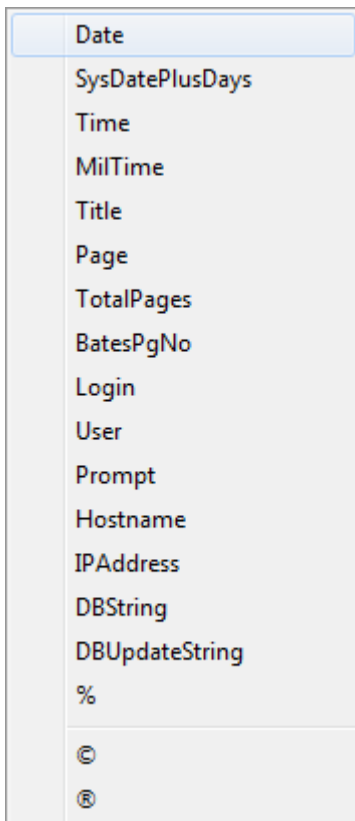 Date
SysDatePlusDays
Time
MilTime
Title
Page
TotalPages
BatesPgNo
Login
User
Prompt
Hostname
IPAddress
DBString
DBUpdateString
%
©
®